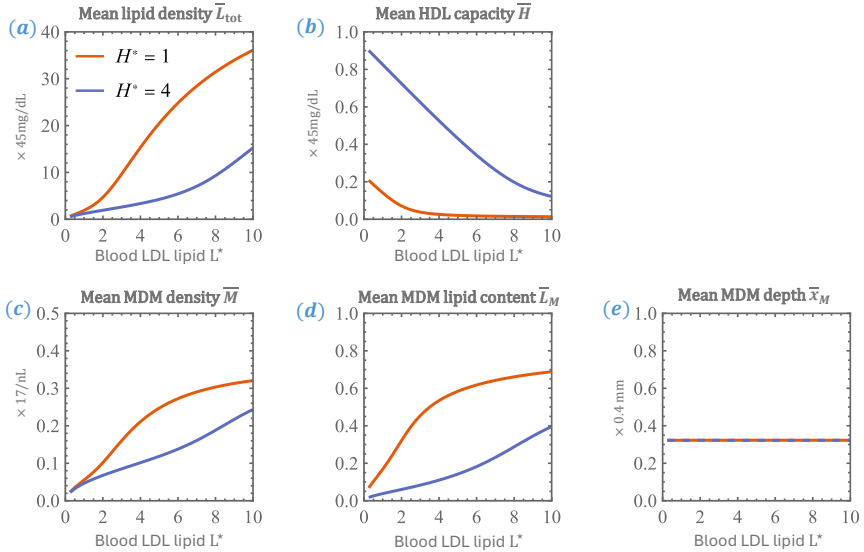 (a) Mean lipid density L̅tot
× 45mg/dL
40
30
20
10
0
H* = 1
H* = 4
0 2 4 6 8 10
Blood LDL lipid L*
(b) Mean HDL capacity H̅
× 45mg/dL
1.0
0.8
0.6
0.4
0.2
0.0
0 2 4 6 8 10
Blood LDL lipid L*
(c) Mean MDM density M̅
× 17/nL
0.5
0.4
0.3
0.2
0.1
0.0
0 2 4 6 8 10
Blood LDL lipid L*
(d) Mean MDM lipid content L̅M
1.0
0.8
0.6
0.4
0.2
0.0
0 2 4 6 8 10
Blood LDL lipid L*
(e) Mean MDM depth x̅M
× 0.4 mm
1.0
0.8
0.6
0.4
0.2
0.0
0 2 4 6 8 10
Blood LDL lipid L*